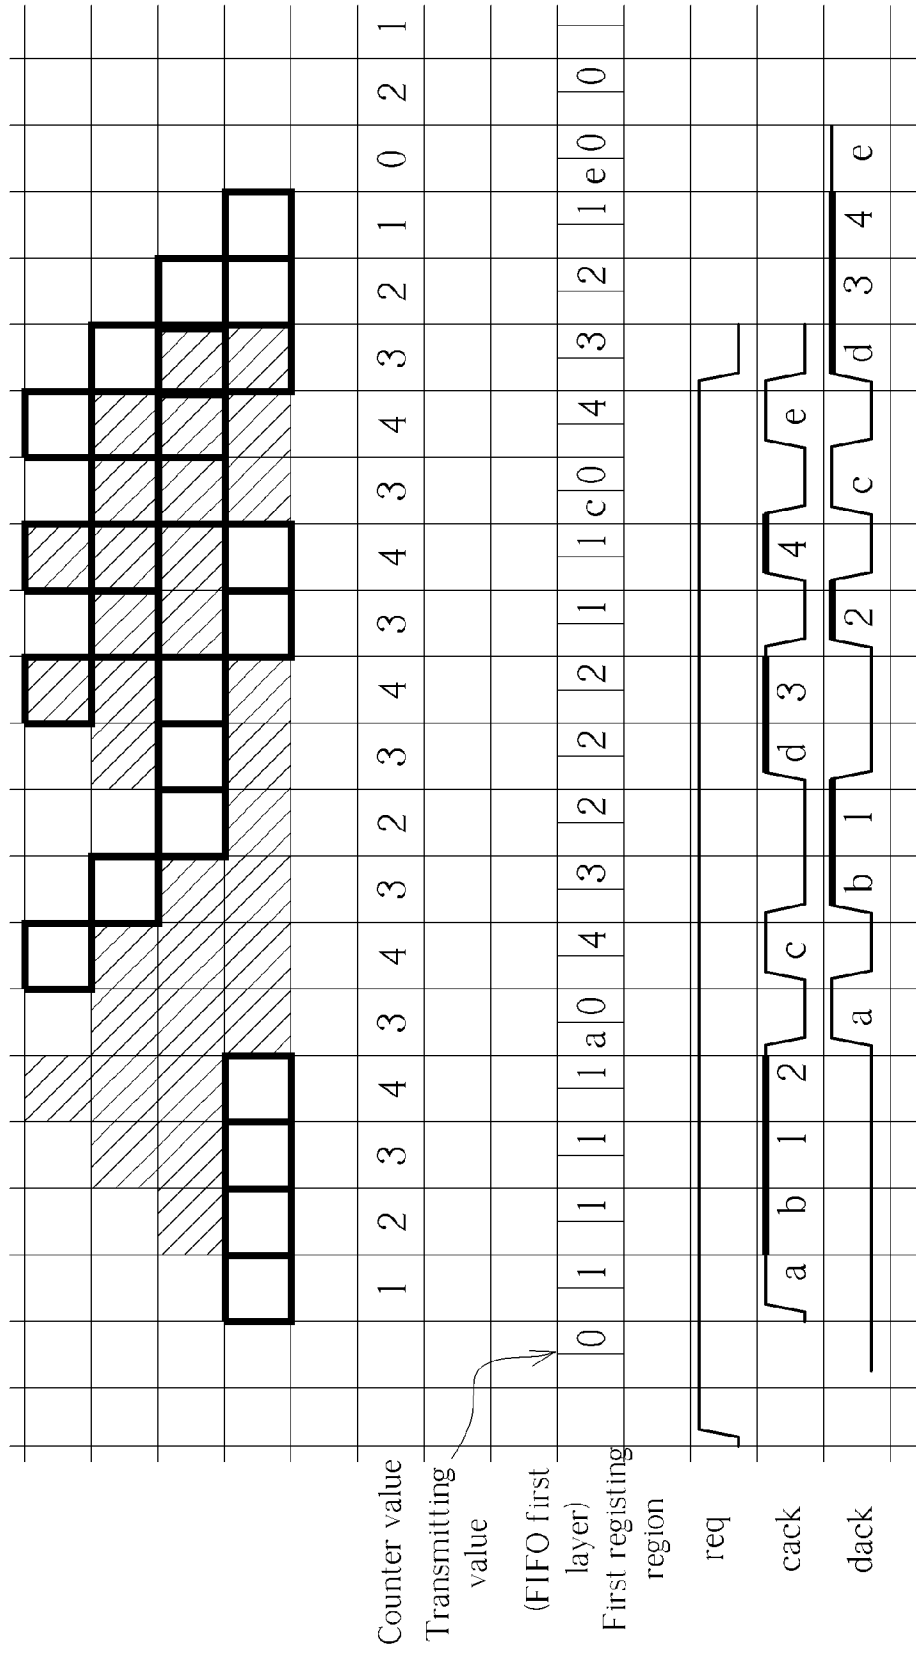 Counter value 1 2 3 4 3 4 3 2 3 4 3 4 3 4 3 2 1 0 2 1
Transmitting
value
(FIFO first
layer)
0 1 1 1 1 a 0 4 3 2 2 2 1 1 c 0 4 3 2 1 e 0 0
First registing
region
req
cack a b 1 2 c d 3 4 e
dack a b 1 2 c d 3 4 e